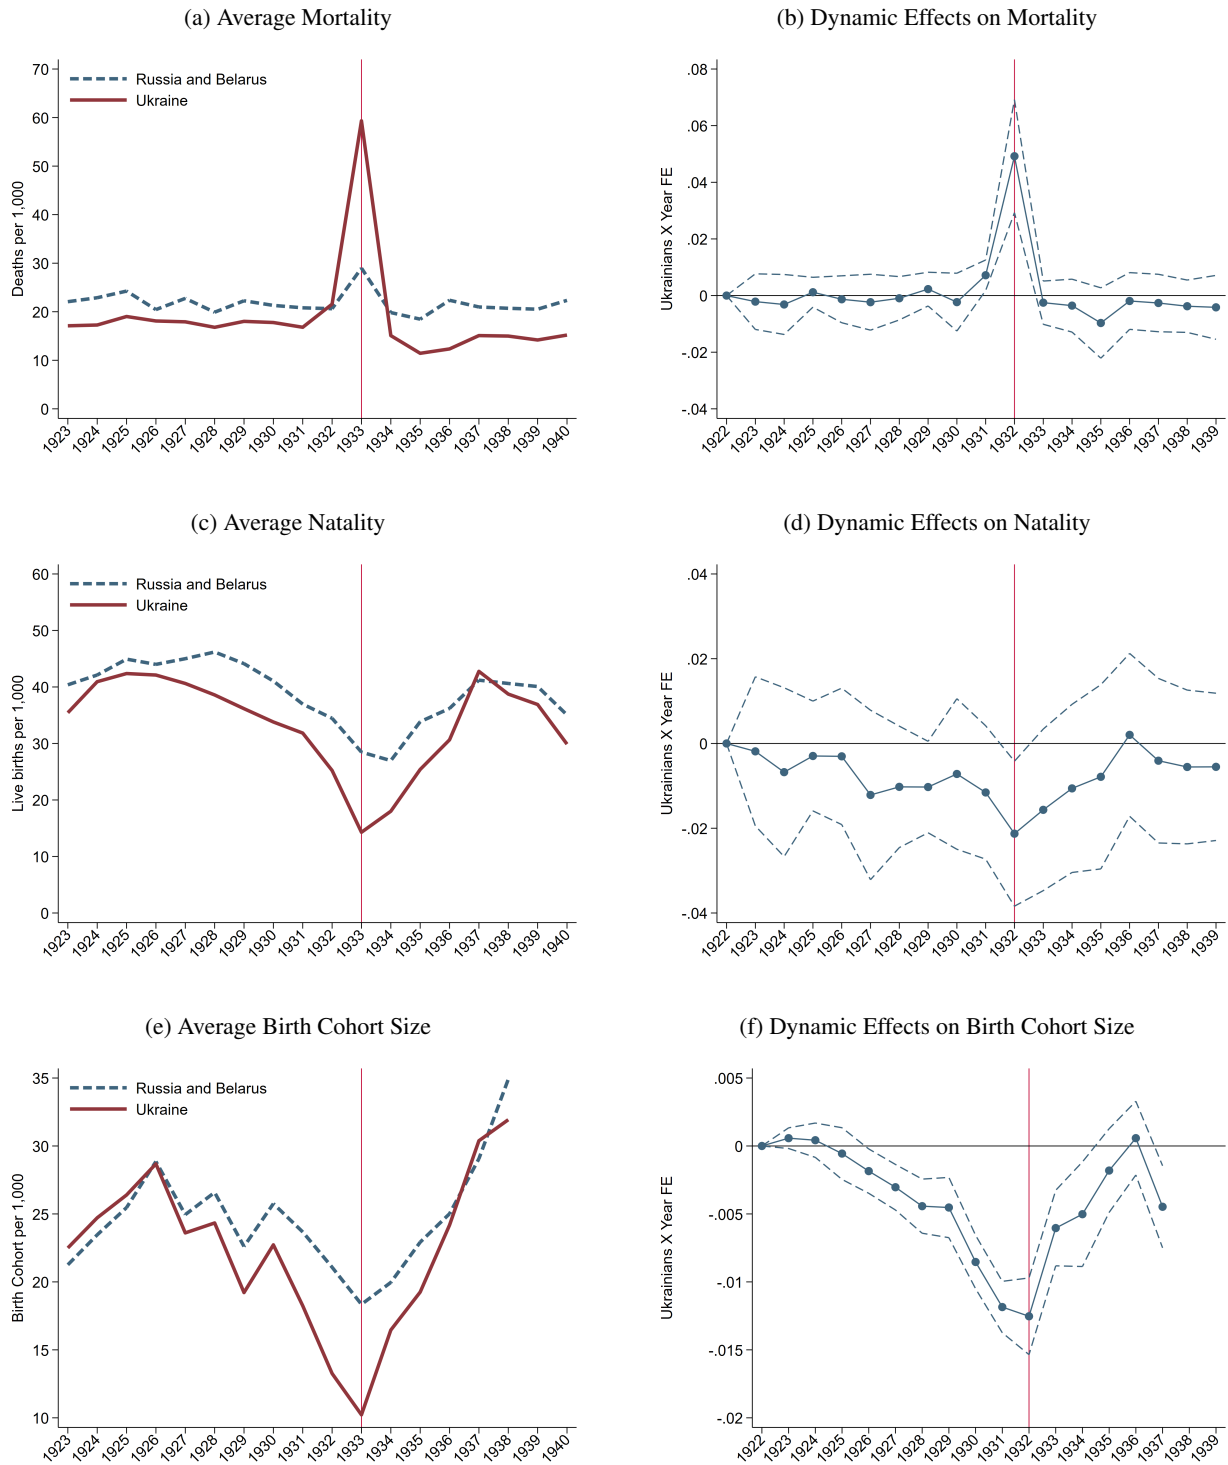 (a) Average Mortality
Deaths per 1,000
70
60
50
40
30
20
10
0
Russia and Belarus
Ukraine
1923 1924 1925 1926 1927 1928 1929 1930 1931 1932 1933 1934 1935 1936 1937 1938 1939 1940
(b) Dynamic Effects on Mortality
Ukrainians X Year FE
.08
.06
.04
.02
0
-.02
-.04
1922 1923 1924 1925 1926 1927 1928 1929 1930 1931 1932 1933 1934 1935 1936 1937 1938 1939
(c) Average Natality
Live births per 1,000
60
50
40
30
20
10
0
Russia and Belarus
Ukraine
1923 1924 1925 1926 1927 1928 1929 1930 1931 1932 1933 1934 1935 1936 1937 1938 1939 1940
(d) Dynamic Effects on Natality
Ukrainians X Year FE
.04
.02
0
-.02
-.04
1922 1923 1924 1925 1926 1927 1928 1929 1930 1931 1932 1933 1934 1935 1936 1937 1938 1939
(e) Average Birth Cohort Size
Birth Cohort per 1,000
35
30
25
20
15
10
Russia and Belarus
Ukraine
1923 1924 1925 1926 1927 1928 1929 1930 1931 1932 1933 1934 1935 1936 1937 1938 1939 1940
(f) Dynamic Effects on Birth Cohort Size
Ukrainians X Year FE
.005
0
-.005
-.01
-.015
-.02
1922 1923 1924 1925 1926 1927 1928 1929 1930 1931 1932 1933 1934 1935 1936 1937 1938 1939